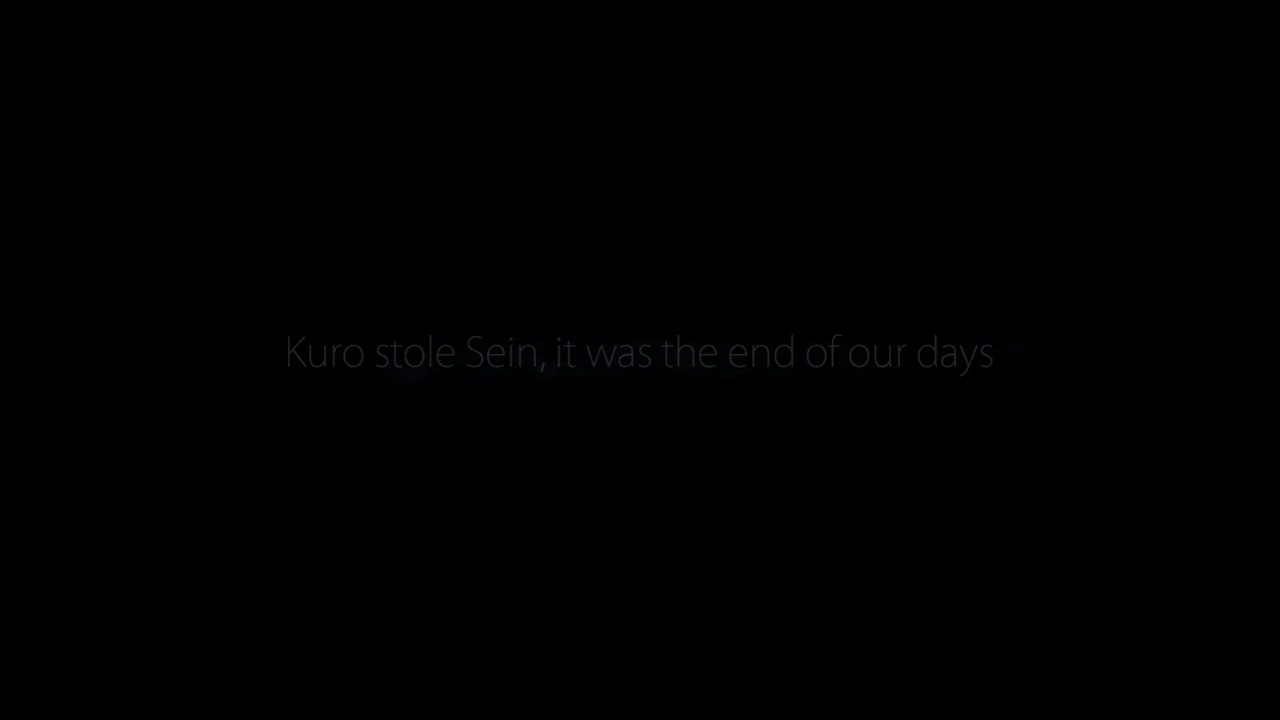 Kuro stole Sein, it was the end of our days